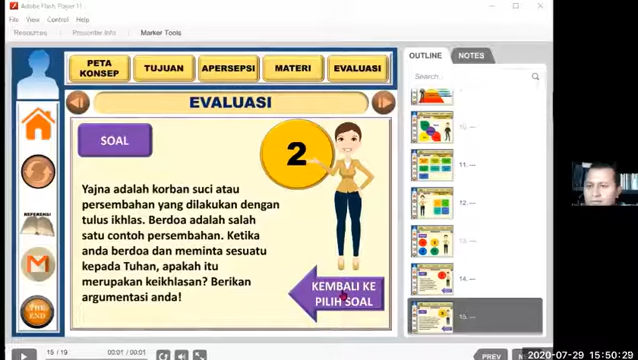 Adobe Flash Player 11
File View Control Help
Resources Presenter Info Marker Tools
PETA KONSEP
TUJUAN
APERSEPSI
MATERI
EVALUASI
OUTLINE NOTES
Search...
EVALUASI
SOAL
2
Yajna adalah korban suci atau
persembahan yang dilakukan dengan
tulus ikhlas. Berdoa adalah salah
satu contoh persembahan. Ketika
anda berdoa dan meminta sesuatu
kepada Tuhan, apakah itu
merupakan keikhlasan? Berikan
argumentasi anda!
KEMBALI KE
PILIH SOAL
REFERENSI
THE
END
10. ---
11. ---
12. ---
13. ---
14. ---
15. ---
15 / 19 00:01 / 00:01
PREV
2020-07-29 15:50:29